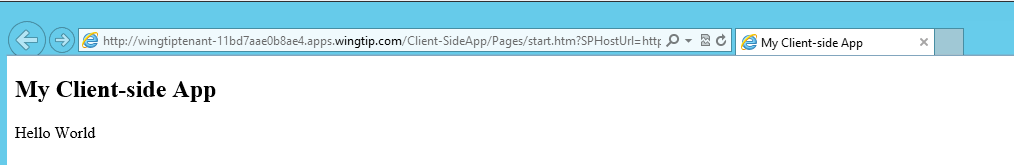 http://wingtiptenant-11bd7aae0b8ae4.apps.wingtip.com/Client-SideApp/Pages/start.htm?SPHostUrl=http
My Client-side App
My Client-side App
Hello World